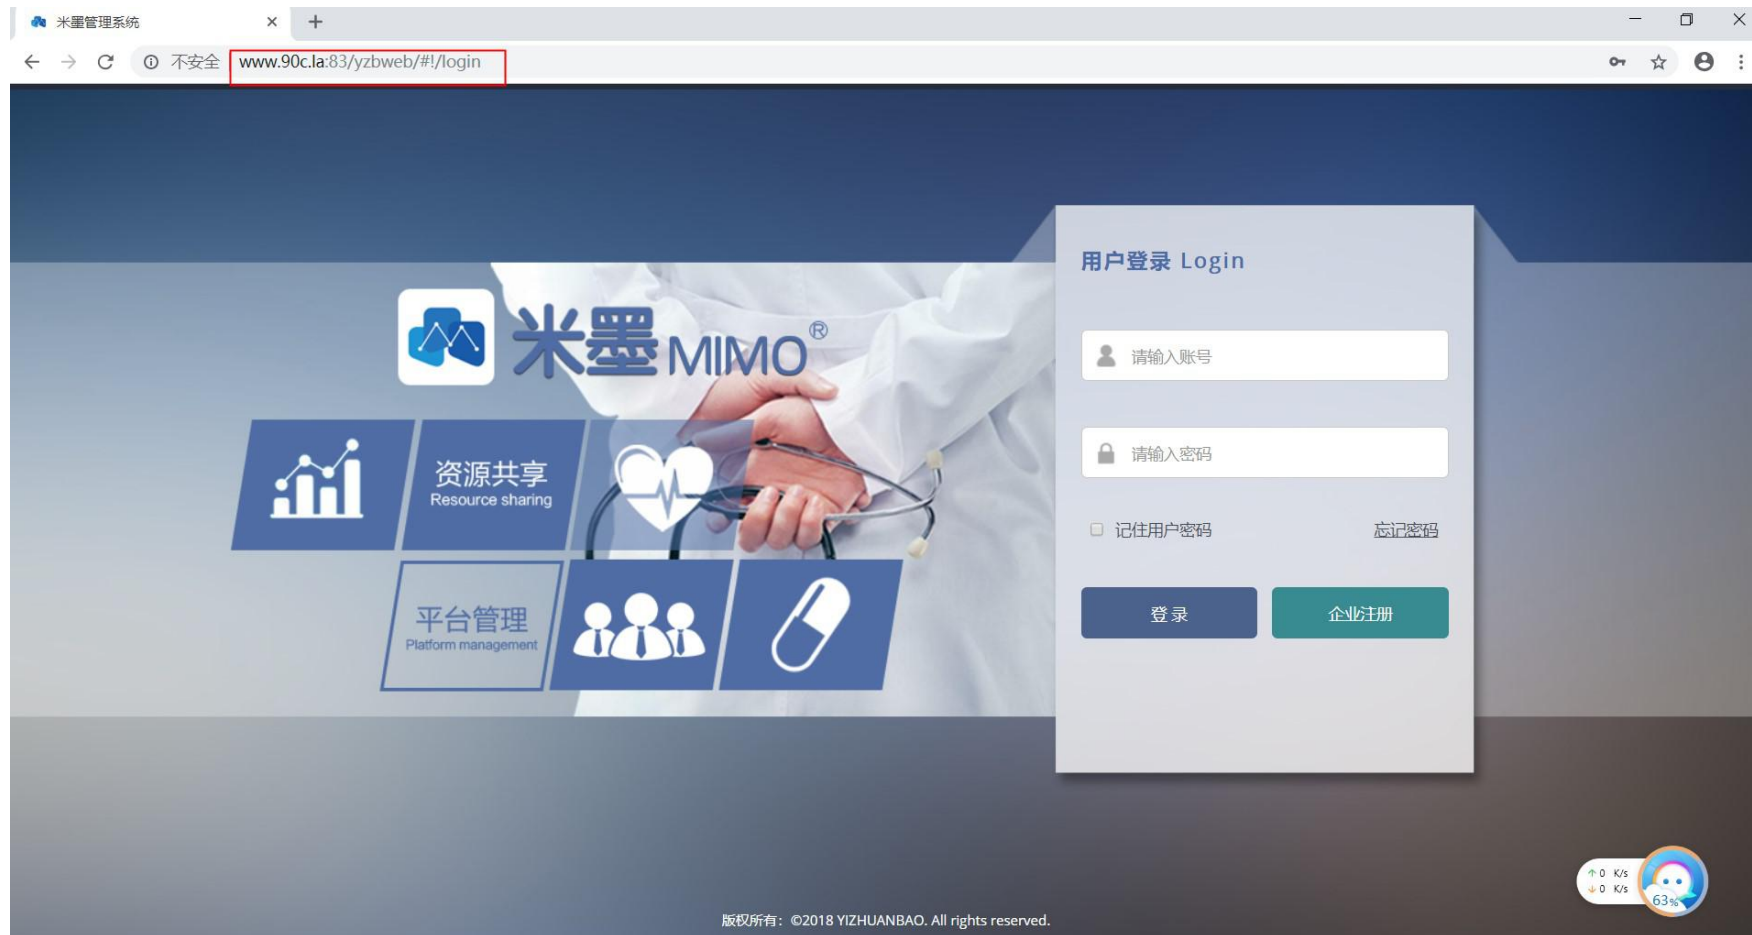 米墨管理系统
不安全
www.90c.la:83/yzbweb/#!/login
用户登录 Login
米墨 MIMO®
请输入账号
请输入密码
资源共享
Resource sharing
记住用户密码
忘记密码
平台管理
Platform management
登录
企业注册
↑0 K/s
↓0 K/s
63%
版权所有：©2018 YIZHUANBAO. All rights reserved.